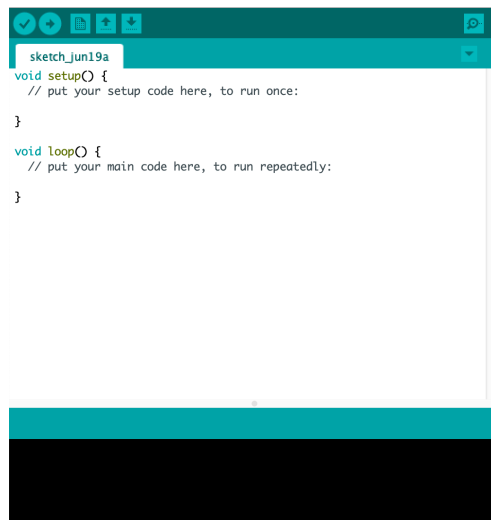 sketch_jun19a
void setup() {
  // put your setup code here, to run once:
}
void loop() {
  // put your main code here, to run repeatedly:
}